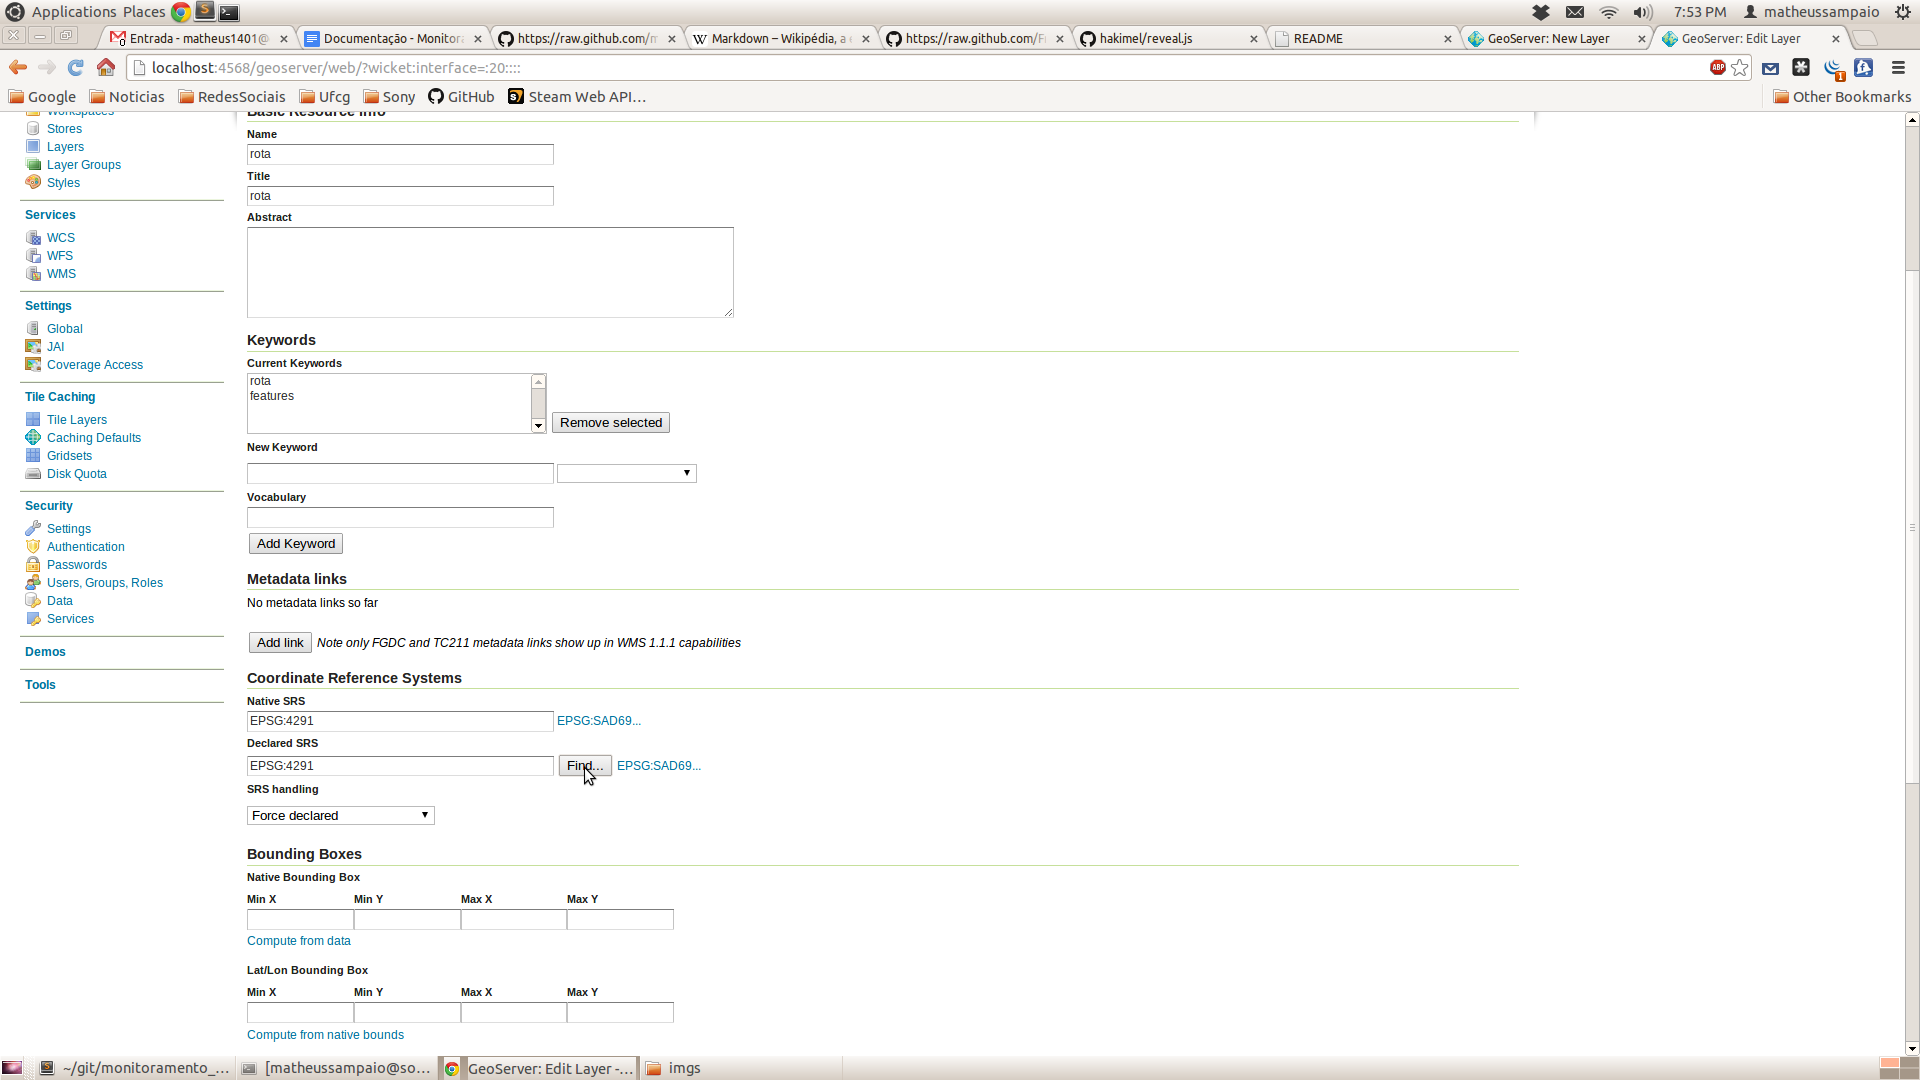 Applications Places
7:53 PM matheussampaio
Entrada - matheus1401@
Documentação - Monitor
https://raw.github.com/
Markdown – Wikipédia, a
https://raw.github.com/F
hakimel/reveal.js
README
GeoServer: New Layer
GeoServer: Edit Layer
localhost:4568/geoserver/web/?wicket:interface=:20::::
ABP
1
Google Noticias RedesSociais Ufcg Sony GitHub Steam Web API... Other Bookmarks
Workspaces
Stores
Layers
Layer Groups
Styles
Services
WCS
WFS
WMS
Settings
Global
JAI
Coverage Access
Tile Caching
Tile Layers
Caching Defaults
Gridsets
Disk Quota
Security
Settings
Authentication
Passwords
Users, Groups, Roles
Data
Services
Demos
Tools
Basic Resource Info
Name
rota
Title
rota
Abstract
Keywords
Current Keywords
rota
features
Remove selected
New Keyword
Vocabulary
Add Keyword
Metadata links
No metadata links so far
Add link Note only FGDC and TC211 metadata links show up in WMS 1.1.1 capabilities
Coordinate Reference Systems
Native SRS
EPSG:4291 EPSG:SAD69...
Declared SRS
EPSG:4291 Find... EPSG:SAD69...
SRS handling
Force declared
Bounding Boxes
Native Bounding Box
Min X Min Y Max X Max Y
Compute from data
Lat/Lon Bounding Box
Min X Min Y Max X Max Y
Compute from native bounds
~/git/monitoramento_... [matheussampaio@so... GeoServer: Edit Layer -... imgs